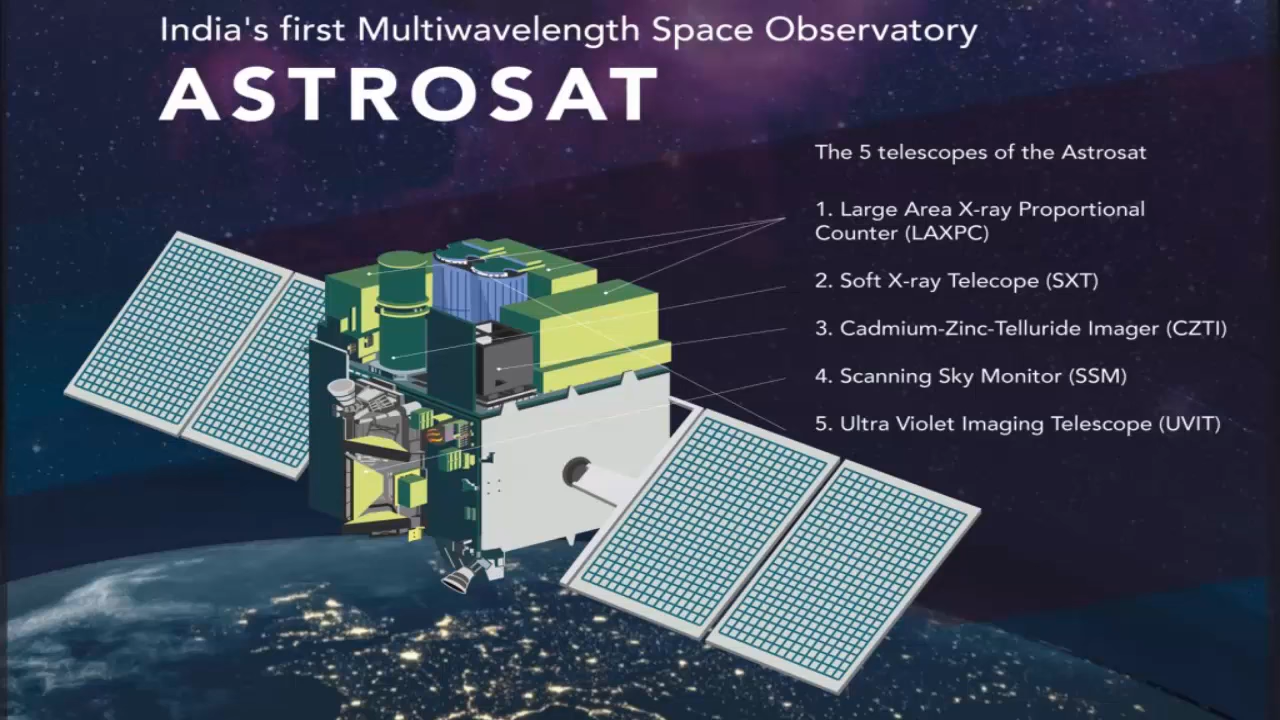 India's first Multiwavelength Space Observatory
ASTROSAT
The 5 telescopes of the Astrosat
1. Large Area X-ray Proportional
Counter (LAXPC)
2. Soft X-ray Telecope (SXT)
3. Cadmium-Zinc-Telluride Imager (CZTI)
4. Scanning Sky Monitor (SSM)
5. Ultra Violet Imaging Telescope (UVIT)